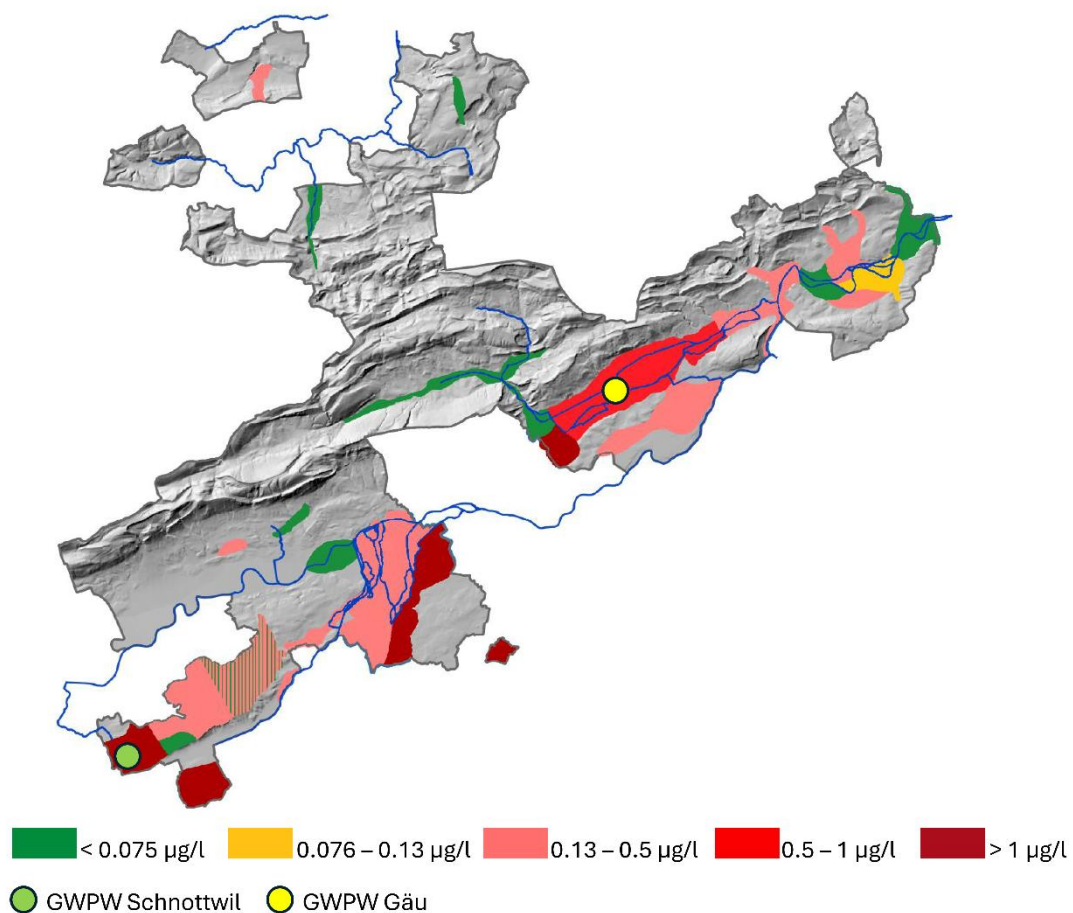 < 0.075 µg/l 0.076 – 0.13 µg/l 0.13 – 0.5 µg/l 0.5 – 1 µg/l > 1 µg/l
GWPW Schnottwil GWPW Gäu